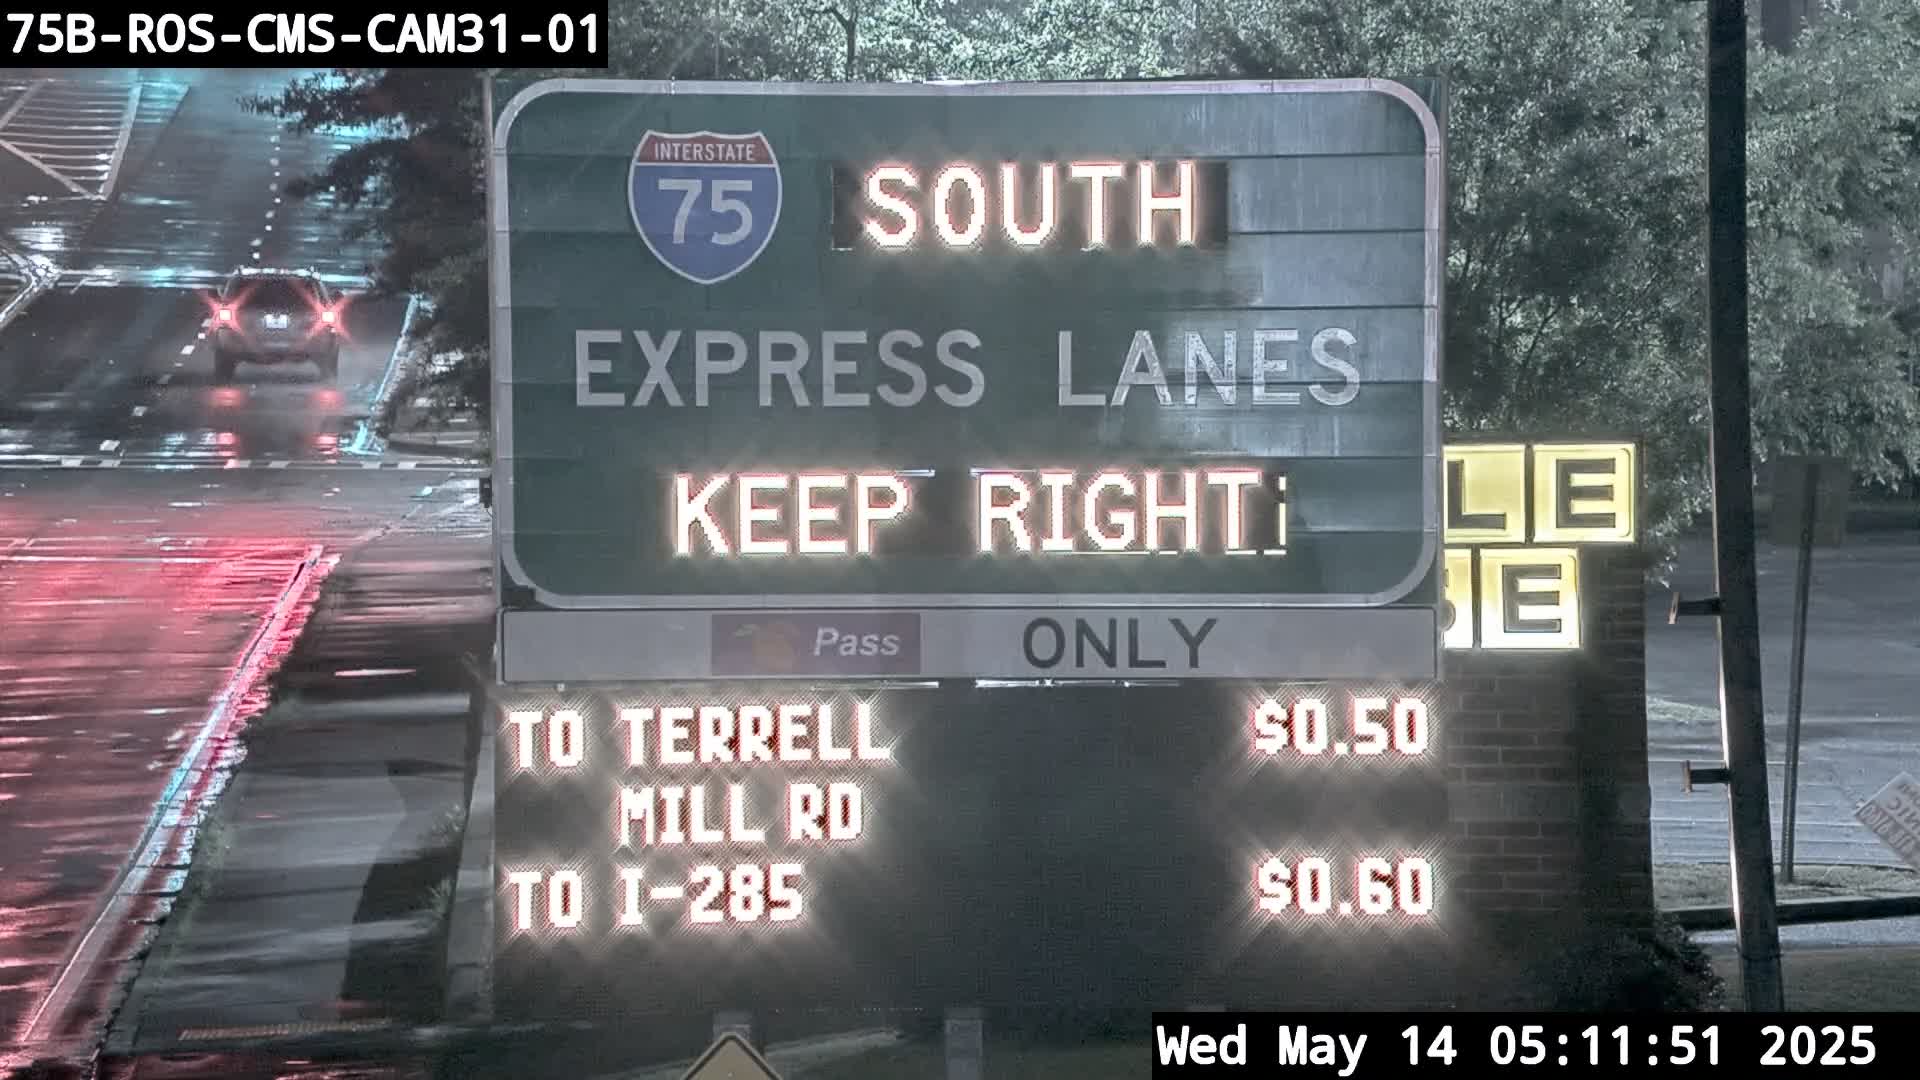 75B-ROS-CMS-CAM31-01
INTERSTATE
75
SOUTH
EXPRESS LANES
KEEP RIGHT
Pass ONLY
TO TERRELL $0.50
MILL RD
TO I-285 $0.60
LE
E
Wed May 14 05:11:51 2025